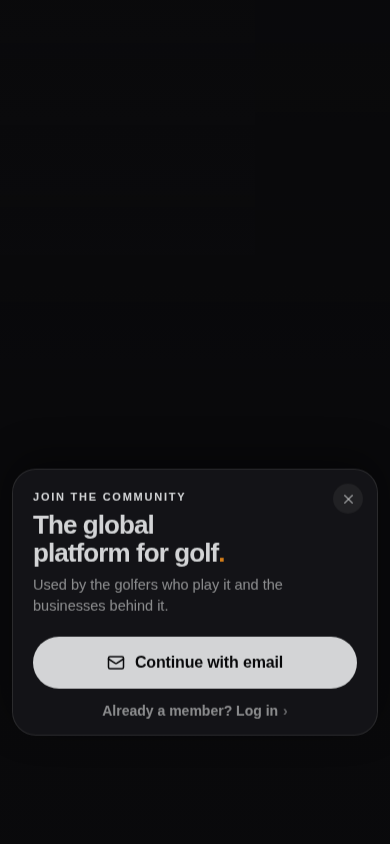 JOIN THE COMMUNITY
The global
platform for golf.
Used by the golfers who play it and the
businesses behind it.
Continue with email
Already a member? Log in ›